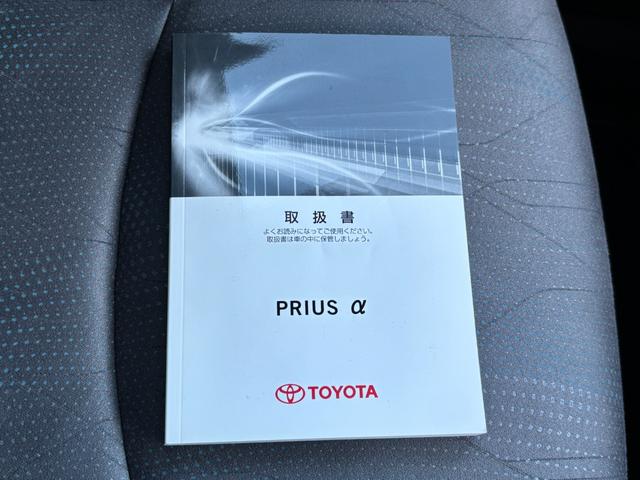 取扱書
よくお読みになってご使用ください。
取扱書は車の中に保管しましょう。
PRIUS α
TOYOTA